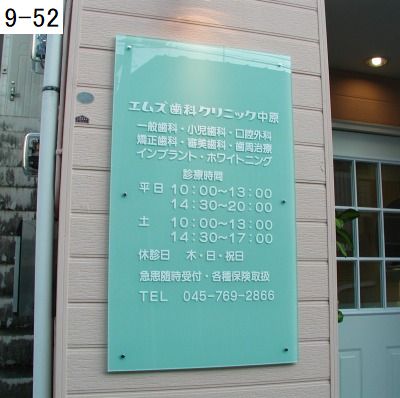 9-52
エムズ歯科クリニック中原
一般歯科・小児歯科・口腔外科
矯正歯科・審美歯科・歯周治療
インプラント・ホワイトニング
診療時間
平日 10:00〜13:00
14:30〜20:00
土 10:00〜13:00
14:30〜17:00
休診日 木・日・祝日
急患随時受付・各種保険取扱
TEL 045-769-2866